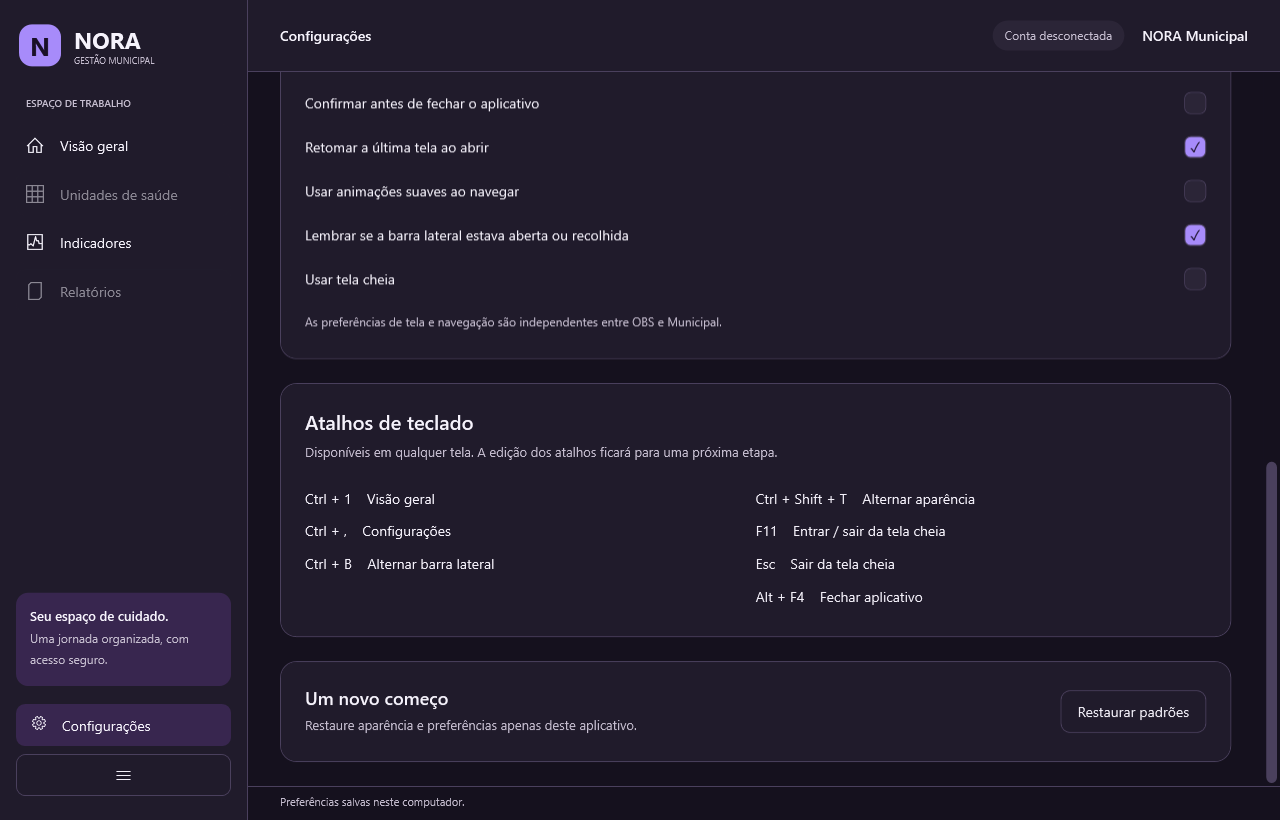 N
NORA
GESTÃO MUNICIPAL
ESPAÇO DE TRABALHO
Visão geral
Unidades de saúde
Indicadores
Relatórios
Seu espaço de cuidado.
Uma jornada organizada, com
acesso seguro.
Configurações
Configurações
Conta desconectada
NORA Municipal
Confirmar antes de fechar o aplicativo
Retomar a última tela ao abrir
Usar animações suaves ao navegar
Lembrar se a barra lateral estava aberta ou recolhida
Usar tela cheia
As preferências de tela e navegação são independentes entre OBS e Municipal.
Atalhos de teclado
Disponíveis em qualquer tela. A edição dos atalhos ficará para uma próxima etapa.
Ctrl + 1 Visão geral
Ctrl + , Configurações
Ctrl + B Alternar barra lateral
Ctrl + Shift + T Alternar aparência
F11 Entrar / sair da tela cheia
Esc Sair da tela cheia
Alt + F4 Fechar aplicativo
Um novo começo
Restaure aparência e preferências apenas deste aplicativo.
Restaurar padrões
Preferências salvas neste computador.